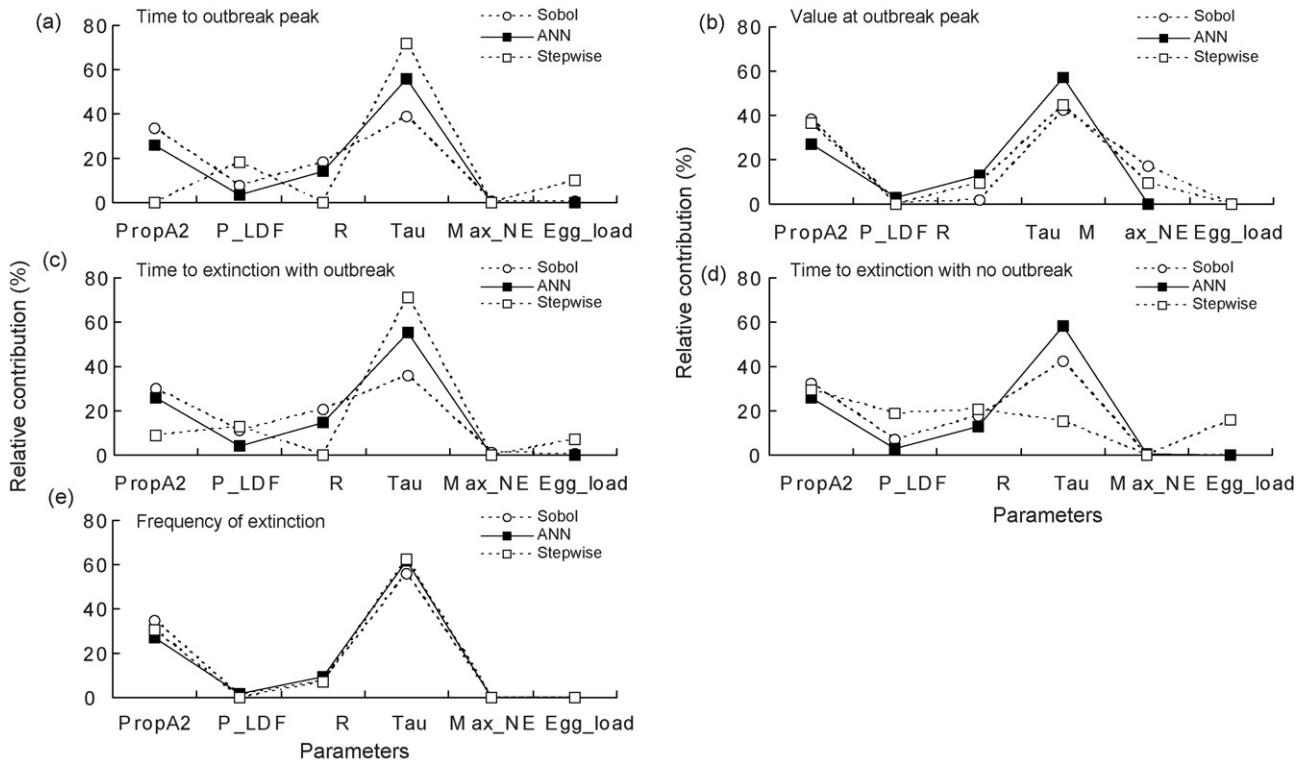 (a) Time to outbreak peak
Sobol
ANN
Stepwise
80
60
40
20
0
PropA2 P_LDF R Tau Max_NE Egg_load
(b) Value at outbreak peak
Sobol
ANN
Stepwise
80
60
40
20
0
PropA2 P_LDF R Tau M ax_NE Egg_load
(c) Time to extinction with outbreak
Sobol
ANN
Stepwise
80
60
40
20
0
PropA2 P_LDF R Tau Max_NE Egg_load
(d) Time to extinction with no outbreak
Sobol
ANN
Stepwise
80
60
40
20
0
PropA2 P_LDF R Tau Max_NE Egg_load
Parameters
(e) Frequency of extinction
Sobol
ANN
Stepwise
80
60
40
20
0
PropA2 P_LDF R Tau Max_NE Egg_load
Parameters
Relative contribution (%)
Relative contribution (%)